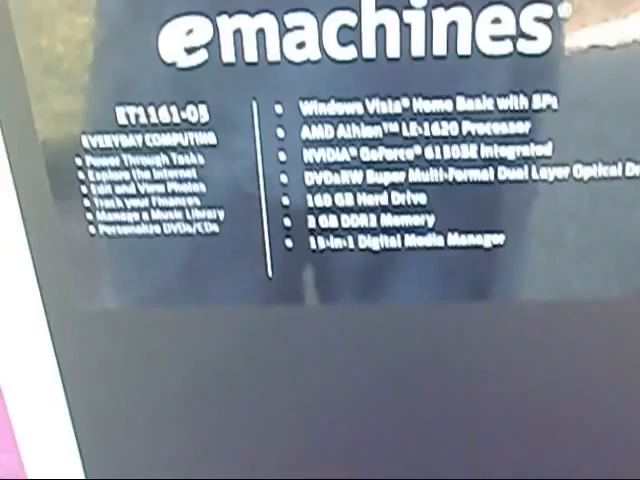 emachines®
ET1161-05
EVERYDAY COMPUTING
• Power Through Tasks
• Explore the Internet
• Edit and View Photos
• Track your Finances
• Manage a Music Library
• Personalize DVDs/CDs
• Windows Vista® Home Basic with SP1
• AMD Athlon™ LE-1620 Processor
• NVIDIA® GeForce® 6150SE Integrated
• DVD±RW Super Multi-Format Dual Layer Optical
• 160 GB Hard Drive
• 2 GB DDR2 Memory
• 15-in-1 Digital Media Manager